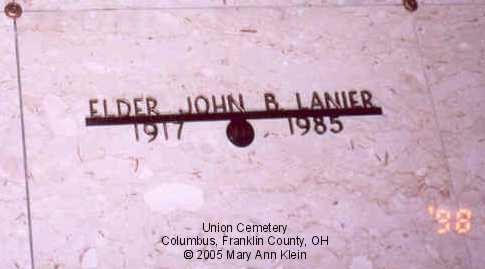 ELDER JOHN B. LANIER
1917 1985
'98
Union Cemetery
Columbus, Franklin County, OH
© 2005 Mary Ann Klein